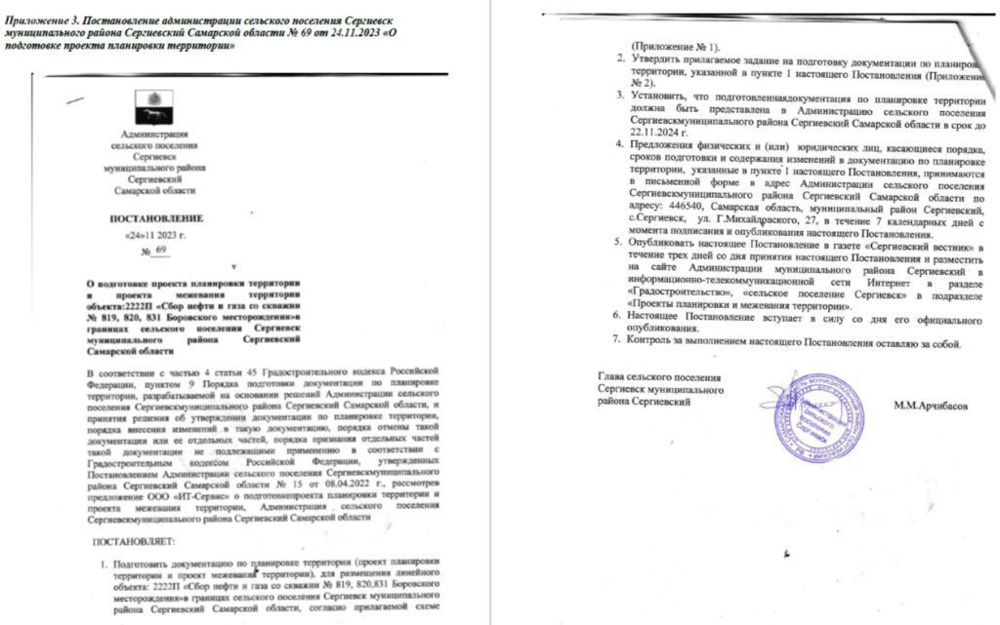 Приложение 3. Постановление администрации сельского поселения Сергиевск
муниципального района Сергиевский Самарской области № 69 от 24.11.2023 «О
подготовке проекта планировки территории»
Администрация
сельского поселения
Сергиевск
муниципального района
Сергиевский
Самарской области
ПОСТАНОВЛЕНИЕ
«24»11 2023 г.
№ 69
О подготовке проекта планировки территории
и проекта межевания территории
объекта:2222П «Сбор нефти и газа со скважин
№ 819, 820, 831 Боровского месторождения»в
границах сельского поселения Сергиевск
муниципального района Сергиевский
Самарской области
В соответствии с частью 4 статьи 45 Градостроительного кодекса Российской
Федерации, пунктом 9 Порядка подготовки документации по планировке
территории, разрабатываемой на основании решений Администрации сельского
поселения Сергиевскмуниципального района Сергиевский Самарской области, и
принятия решения об утверждении документации по планировке территории,
порядка внесения изменений в такую документацию, порядка отмены такой
документации или ее отдельных частей, порядка признания отдельных частей
такой документации не подлежащими применению в соответствии с
Градостроительным кодексом Российской Федерации, утвержденных
Постановлением Администрации сельского поселения Сергиевскмуниципального
района Сергиевский Самарской области № 15 от 08.04.2022 г., рассмотрев
предложение ООО «ИТ-Сервис» о подготовкепроекта планировки территории и
проекта межевания территории, Администрация сельского поселения
Сергиевскмуниципального района Сергиевский Самарской области
ПОСТАНОВЛЯЕТ:
1. Подготовить документацию по планировке территории (проект планировки
территории и проект межевания территории), для размещения линейного
объекта: 2222П «Сбор нефти и газа со скважин № 819, 820,831 Боровского
месторождения»в границах сельского поселения Сергиевск муниципального
района Сергиевский Самарской области, согласно прилагаемой схеме
(Приложение № 1).
2. Утвердить прилагаемое задание на подготовку документации по планировке
территории, указанной в пункте 1 настоящего Постановления (Приложение
№ 2).
3. Установить, что подготовленнаядокументация по планировке территории
должна быть представлена в Администрацию сельского поселения
Сергиевскмуниципального района Сергиевский Самарской области в срок до
22.11.2024 г.
4. Предложения физических и (или) юридических лиц, касающиеся порядка,
сроков подготовки и содержания изменений в документацию по планировке
территории, указанные в пункте 1 настоящего Постановления, принимаются
в письменной форме в адрес Администрации сельского поселения
Сергиевскмуниципального района Сергиевский Самарской области по
адресу: 446540, Самарская область, муниципальный район Сергиевский,
с.Сергиевск, ул. Г.Михайловского, 27, в течение 7 календарных дней с
момента подписания и опубликования настоящего Постановления.
5. Опубликовать настоящее Постановление в газете «Сергиевский вестник» в
течение трех дней со дня принятия настоящего Постановления и разместить
на сайте Администрации муниципального района Сергиевский в
информационно-телекоммуникационной сети Интернет в разделе
«Градостроительство», «сельское поселение Сергиевск» в подразделе
«Проекты планировки и межевания территории».
6. Настоящее Постановление вступает в силу со дня его официального
опубликования.
7. Контроль за выполнением настоящего Постановления оставляю за собой.
Глава сельского поселения
Сергиевск муниципального
района Сергиевский
М.М.Арчибасов
Администрация
сельского
поселения
Сергиевск